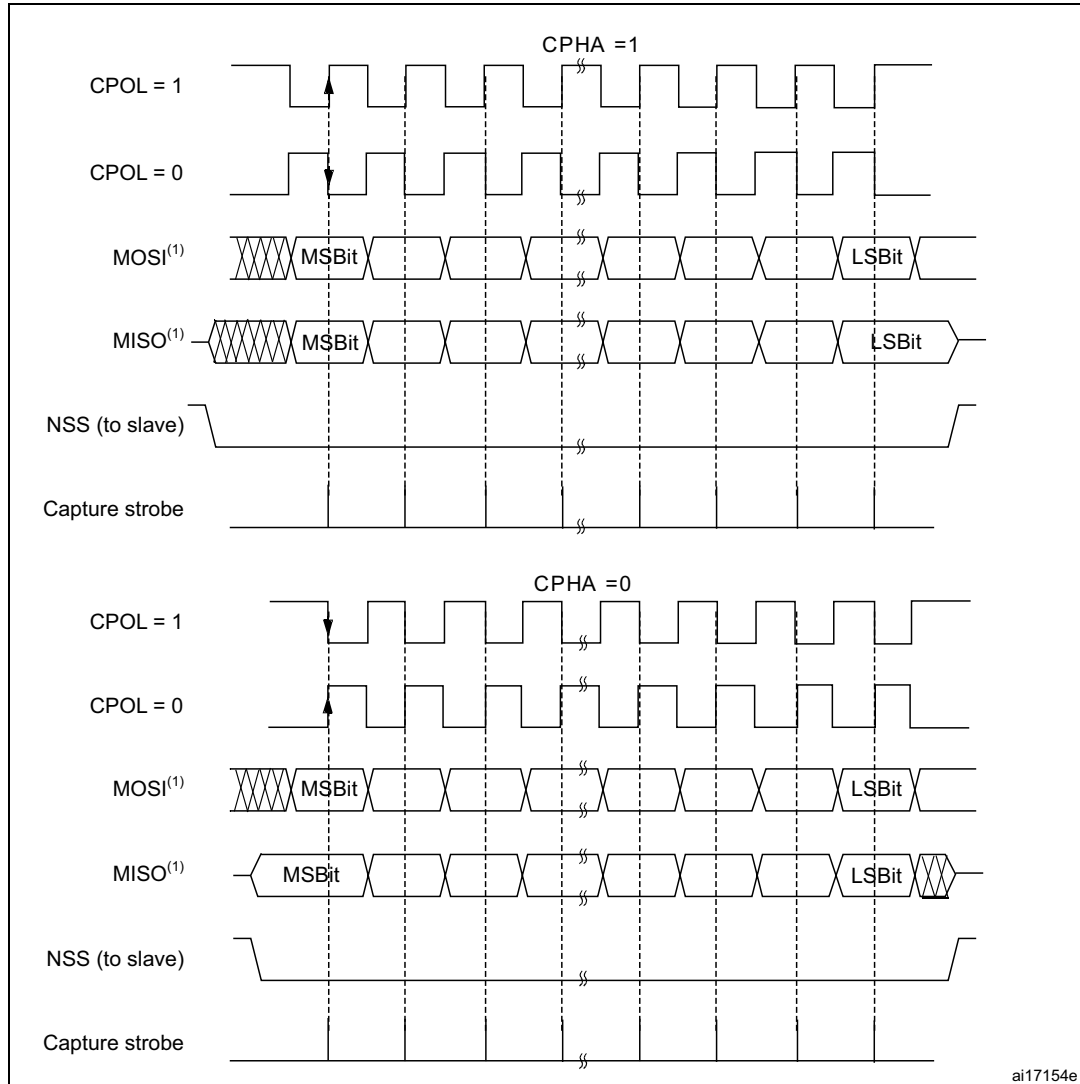 CPHA =1
CPOL = 1
CPOL = 0
MOSI(1)
MSBit
LSBit
MISO(1)
MSBit
LSBit
NSS (to slave)
Capture strobe
CPHA =0
CPOL = 1
CPOL = 0
MOSI(1)
MSBit
LSBit
MISO(1)
MSBit
LSBit
NSS (to slave)
Capture strobe
ai17154e